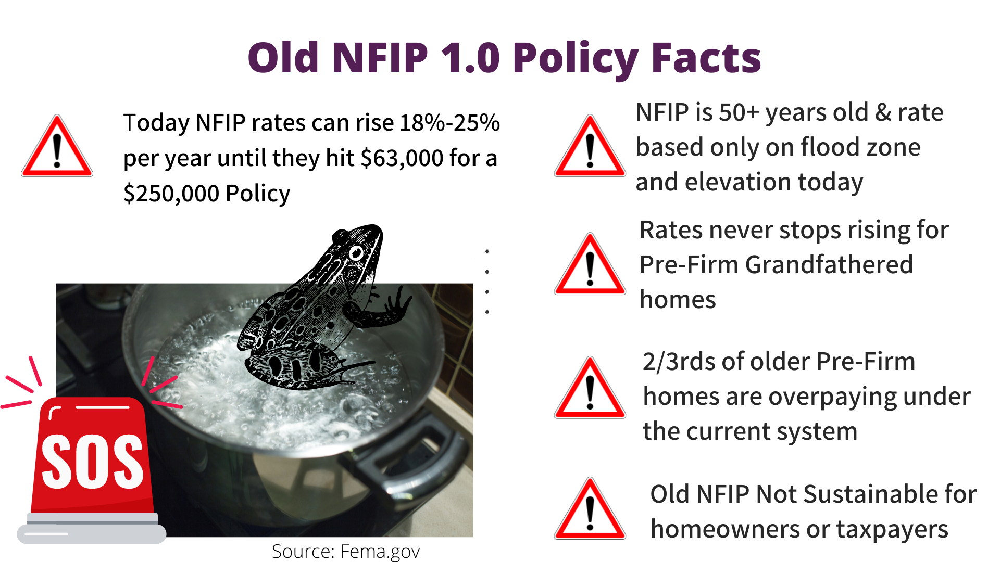 Old NFIP 1.0 Policy Facts
Today NFIP rates can rise 18%-25%
per year until they hit $63,000 for a
$250,000 Policy
SOS
Source: Fema.gov
NFIP is 50+ years old & rate
based only on flood zone
and elevation today
Rates never stops rising for
Pre-Firm Grandfathered
homes
2/3rds of older Pre-Firm
homes are overpaying under
the current system
Old NFIP Not Sustainable for
homeowners or taxpayers